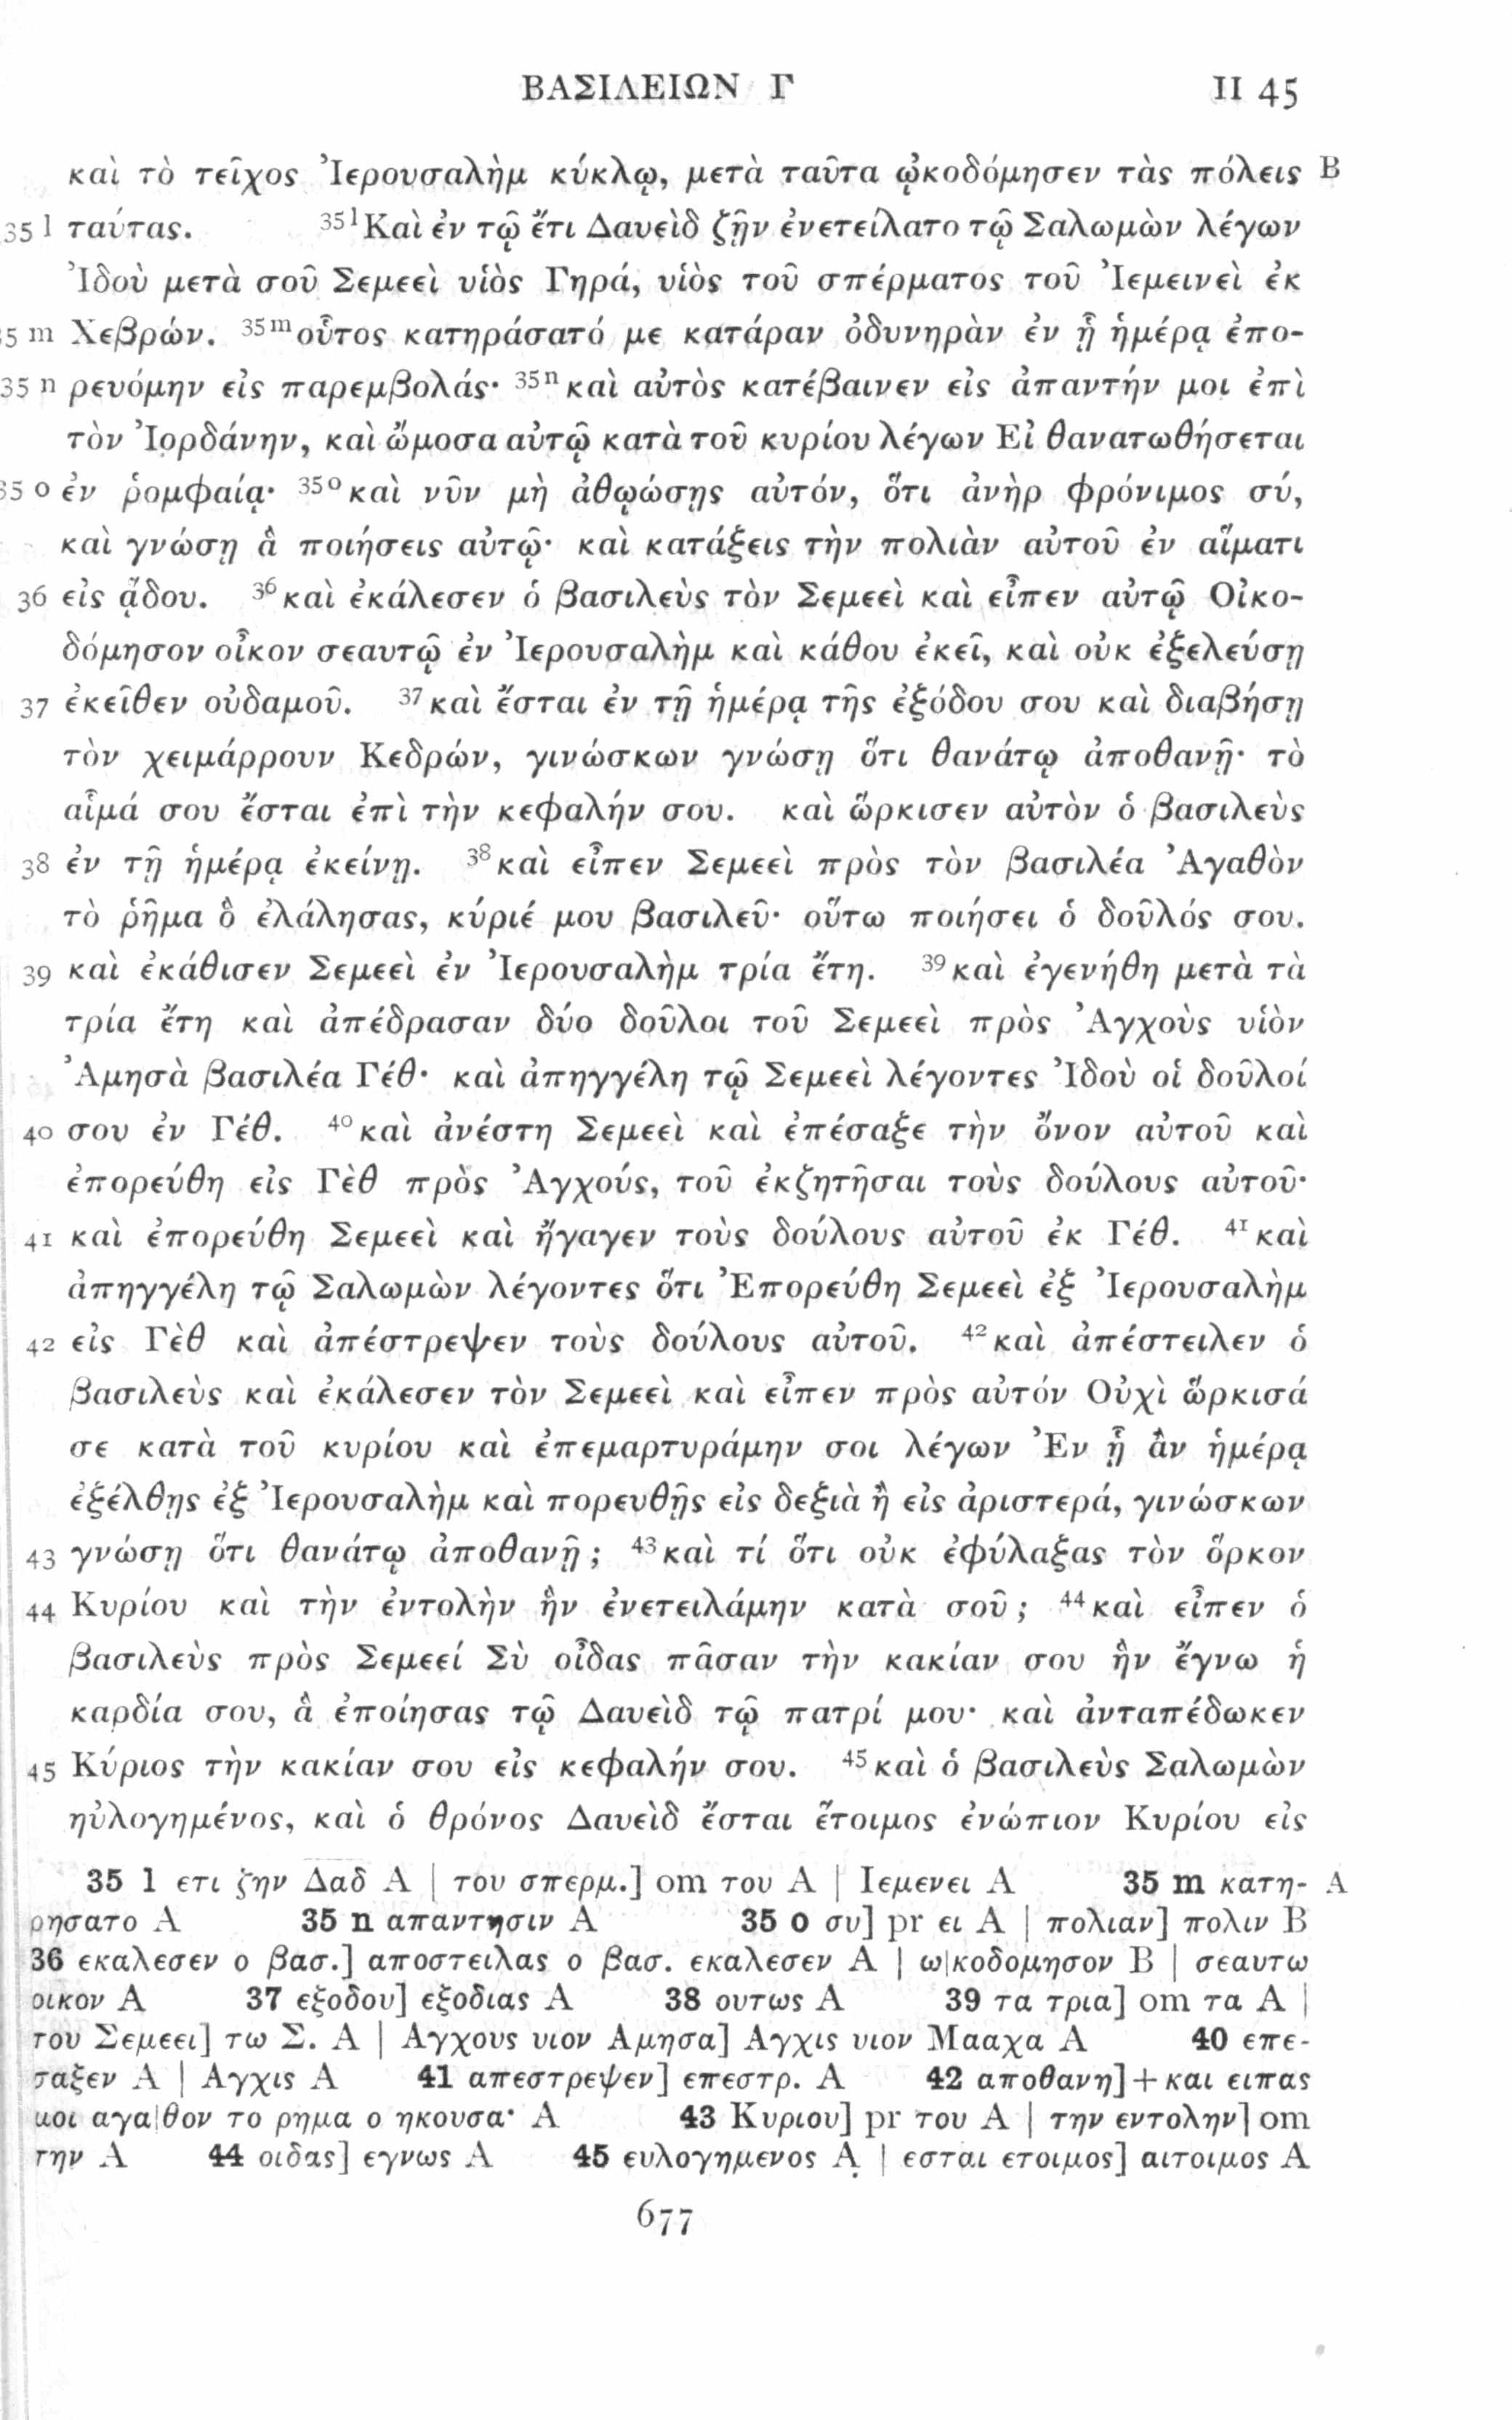 ΒΑΣΙΛΕΙΩΝ Γ II 45
καὶ τὸ τεῖχος Ἰερουσαλὴμ κύκλῳ, μετὰ ταῦτα ᾠκοδόμησεν τὰς πόλεις B
35 l ταύτας. 35 l Καὶ ἐν τῷ ἔτι Δαυεὶδ ζῇν ἐνετείλατο τῷ Σαλωμὼν λέγων
Ἰδοὺ μετὰ σοῦ Σεμεεὶ υἱὸς Γηρά, υἱὸς τοῦ σπέρματος τοῦ Ἰεμεινεὶ ἐκ
35 m Χεβρών. 35 m οὗτος κατηράσατό με κατάραν ὀδυνηρὰν ἐν ᾗ ἡμέρᾳ ἐπο-
35 n ρευόμην εἰς παρεμβολάς· 35 n καὶ αὐτὸς κατέβαινεν εἰς ἀπαντήν μοι ἐπὶ
τὸν Ἰορδάνην, καὶ ὤμοσα αὐτῷ κατὰ τοῦ κυρίου λέγων Εἰ θανατωθήσεται
35 o ἐν ῥομφαίᾳ· 35 o καὶ νῦν μὴ ἀθῳώσῃς αὐτόν, ὅτι ἀνὴρ φρόνιμος σύ,
καὶ γνώσῃ ἃ ποιήσεις αὐτῷ· καὶ κατάξεις τὴν πολιὰν αὐτοῦ ἐν αἵματι
36 εἰς ᾅδου. 36 καὶ ἐκάλεσεν ὁ βασιλεὺς τὸν Σεμεεὶ καὶ εἶπεν αὐτῷ Οἰκο-
δόμησον οἶκον σεαυτῷ ἐν Ἰερουσαλὴμ καὶ κάθου ἐκεῖ, καὶ οὐκ ἐξελεύσῃ
37 ἐκεῖθεν οὐδαμοῦ. 37 καὶ ἔσται ἐν τῇ ἡμέρᾳ τῆς ἐξόδου σου καὶ διαβήσῃ
τὸν χειμάρρουν Κεδρών, γινώσκων γνώσῃ ὅτι θανάτῳ ἀποθανῇ· τὸ
αἷμά σου ἔσται ἐπὶ τὴν κεφαλήν σου. καὶ ὥρκισεν αὐτὸν ὁ βασιλεὺς
38 ἐν τῇ ἡμέρᾳ ἐκείνῃ. 38 καὶ εἶπεν Σεμεεὶ πρὸς τὸν βασιλέα Ἀγαθὸν
τὸ ῥῆμα ὃ ἐλάλησας, κύριέ μου βασιλεῦ· οὕτω ποιήσει ὁ δοῦλός σου.
39 καὶ ἐκάθισεν Σεμεεὶ ἐν Ἰερουσαλὴμ τρία ἔτη. 39 καὶ ἐγενήθη μετὰ τὰ
τρία ἔτη καὶ ἀπέδρασαν δύο δοῦλοι τοῦ Σεμεεὶ πρὸς Ἀγχοὺς υἱὸν
Ἀμησὰ βασιλέα Γέθ· καὶ ἀπηγγέλη τῷ Σεμεεὶ λέγοντες Ἰδοὺ οἱ δοῦλοί
40 σου ἐν Γέθ. 40 καὶ ἀνέστη Σεμεεὶ καὶ ἐπέσαξε τὴν ὄνον αὐτοῦ καὶ
ἐπορεύθη εἰς Γὲθ πρὸς Ἀγχούς, τοῦ ἐκζητῆσαι τοὺς δούλους αὐτοῦ·
41 καὶ ἐπορεύθη Σεμεεὶ καὶ ἤγαγεν τοὺς δούλους αὐτοῦ ἐκ Γέθ. 41 καὶ
ἀπηγγέλη τῷ Σαλωμὼν λέγοντες ὅτι Ἐπορεύθη Σεμεεὶ ἐξ Ἰερουσαλὴμ
42 εἰς Γὲθ καὶ ἀπέστρεψεν τοὺς δούλους αὐτοῦ. 42 καὶ ἀπέστειλεν ὁ
βασιλεὺς καὶ ἐκάλεσεν τὸν Σεμεεὶ καὶ εἶπεν πρὸς αὐτόν Οὐχὶ ὥρκισά
σε κατὰ τοῦ κυρίου καὶ ἐπεμαρτυράμην σοι λέγων Ἐν ᾗ ἂν ἡμέρᾳ
ἐξέλθῃς ἐξ Ἰερουσαλὴμ καὶ πορευθῇς εἰς δεξιὰ ἢ εἰς ἀριστερά, γινώσκων
43 γνώσῃ ὅτι θανάτῳ ἀποθανῇ; 43 καὶ τί ὅτι οὐκ ἐφύλαξας τὸν ὅρκον
44 Κυρίου καὶ τὴν ἐντολὴν ἣν ἐνετειλάμην κατὰ σοῦ; 44 καὶ εἶπεν ὁ
βασιλεὺς πρὸς Σεμεεί Σὺ οἶδας πᾶσαν τὴν κακίαν σου ἣν ἔγνω ἡ
καρδία σου, ἃ ἐποίησας τῷ Δαυεὶδ τῷ πατρί μου· καὶ ἀνταπέδωκεν
45 Κύριος τὴν κακίαν σου εἰς κεφαλήν σου. 45 καὶ ὁ βασιλεὺς Σαλωμὼν
ηὐλογημένος, καὶ ὁ θρόνος Δαυεὶδ ἔσται ἕτοιμος ἐνώπιον Κυρίου εἰς
35 l ετι ζην Δαδ A | του σπερμ.] om του A | Ιεμενει A 35 m κατη- A
ρησατο A 35 n απαντησιν A 35 o συ] pr ει A | πολιαν] πολιν B
36 εκαλεσεν ο βασ.] αποστειλας ο βασ. εκαλεσεν A | ω|κοδομησον B | σεαυτω
οικον A 37 εξοδου] εξοδιας A 38 ουτως A 39 τα τρια] om τα A |
του Σεμεει] τω Σ. A | Αγχους υιον Αμησα] Αγχις υιον Μααχα A 40 επε-
σαξεν A | Αγχις A 41 απεστρεψεν] επεστρ. A 42 αποθανη] + και ειπας
μοι αγα|θον το ρημα ο ηκουσα· A 43 Κυριου] pr του A | την εντολην] om
την A 44 οιδας] εγνως A 45 ευλογημενος A | εσται ετοιμος] αιτοιμος A
677